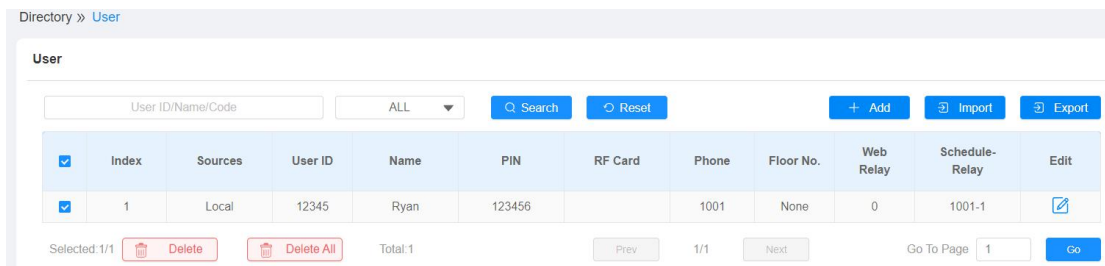 Directory » User
User
User ID/Name/Code ALL Search Reset + Add Import Export
Index Sources User ID Name PIN RF Card Phone Floor No. Web Relay Schedule-Relay Edit
1 Local 12345 Ryan 123456 1001 None 0 1001-1
Selected:1/1 Delete Delete All Total:1 Prev 1/1 Next Go To Page 1 Go